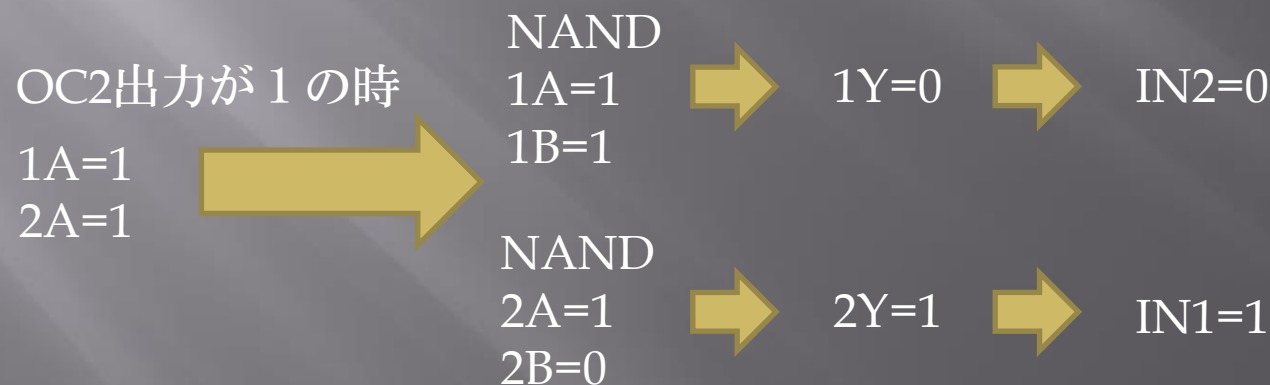 OC2出力が１の時
1A=1
2A=1
NAND
1A=1
1B=1
1Y=0
IN2=0
NAND
2A=1
2B=0
2Y=1
IN1=1